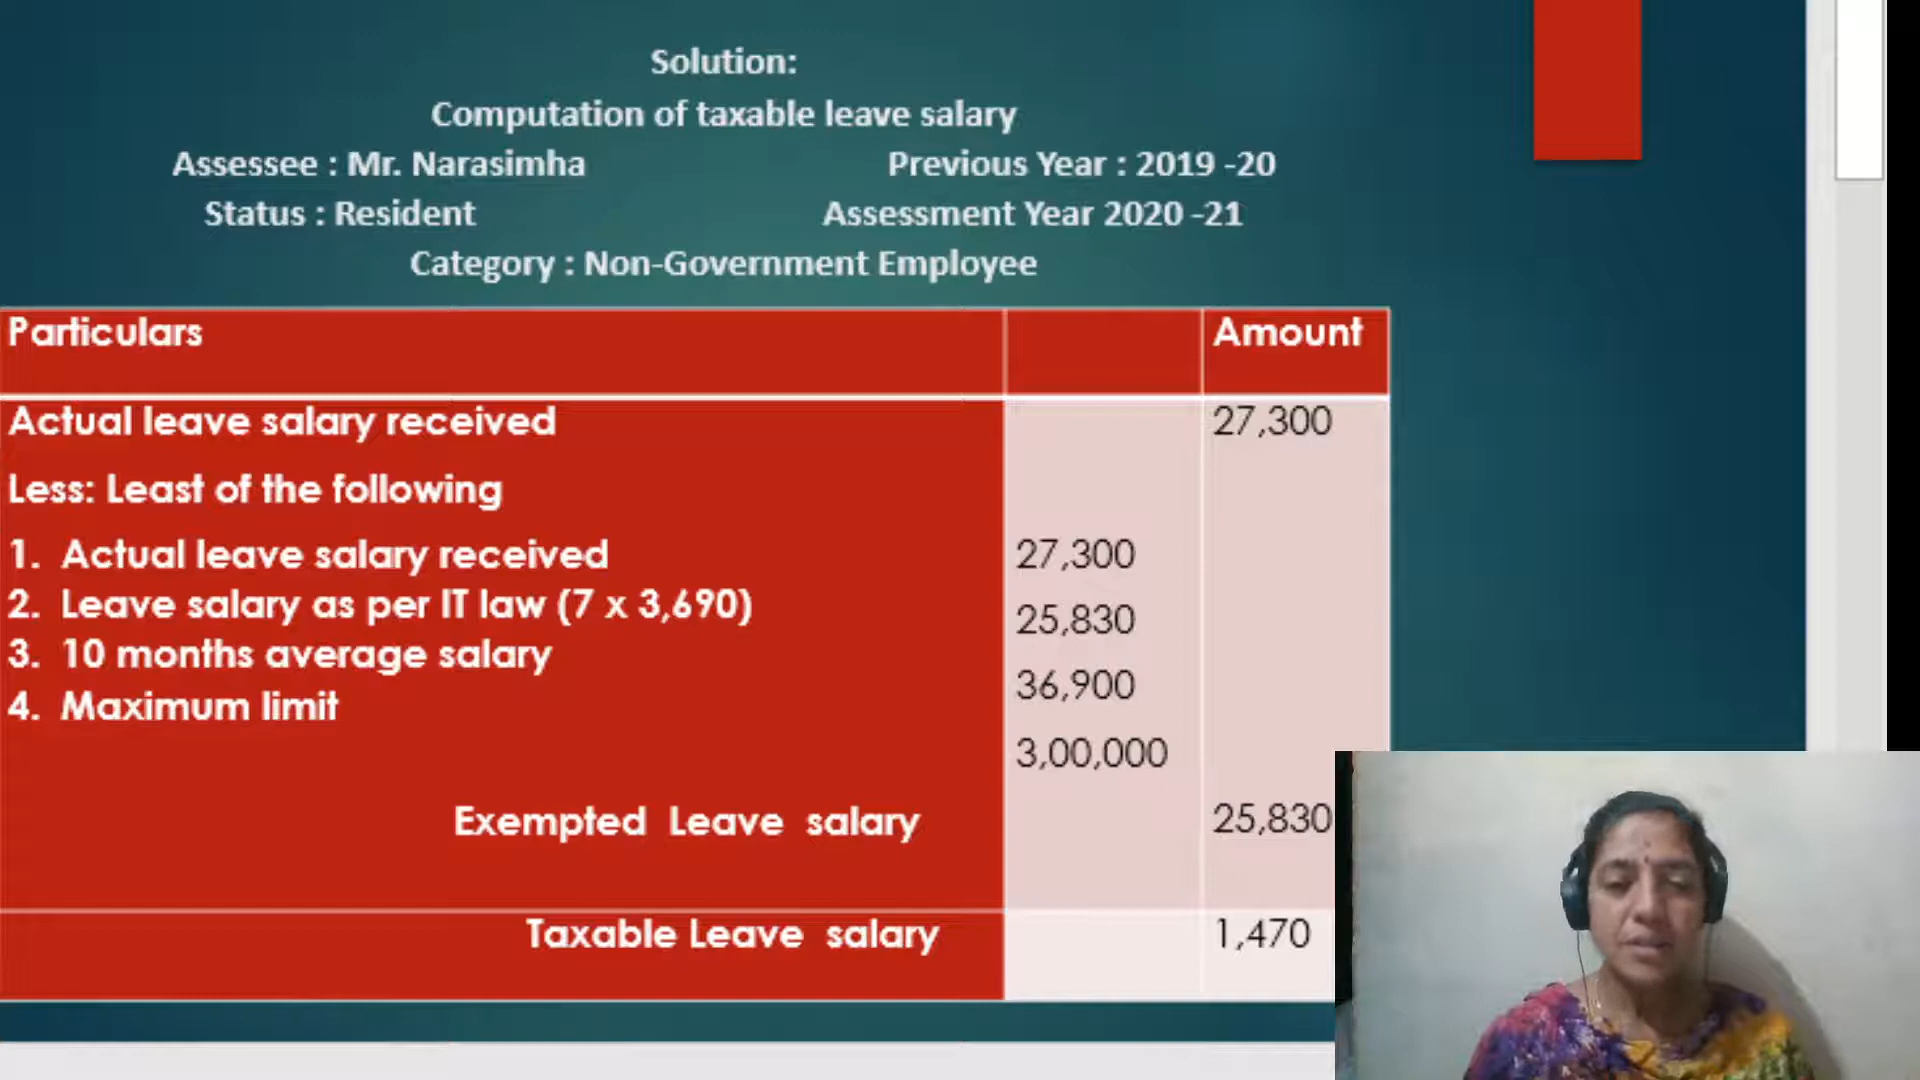 Solution:
Computation of taxable leave salary
Assessee : Mr. Narasimha Previous Year : 2019 -20
Status : Resident Assessment Year 2020 -21
Category : Non-Government Employee
Particulars Amount
Actual leave salary received 27,300
Less: Least of the following
1. Actual leave salary received 27,300
2. Leave salary as per IT law (7 x 3,690) 25,830
3. 10 months average salary 36,900
4. Maximum limit 3,00,000
Exempted Leave salary 25,830
Taxable Leave salary 1,470